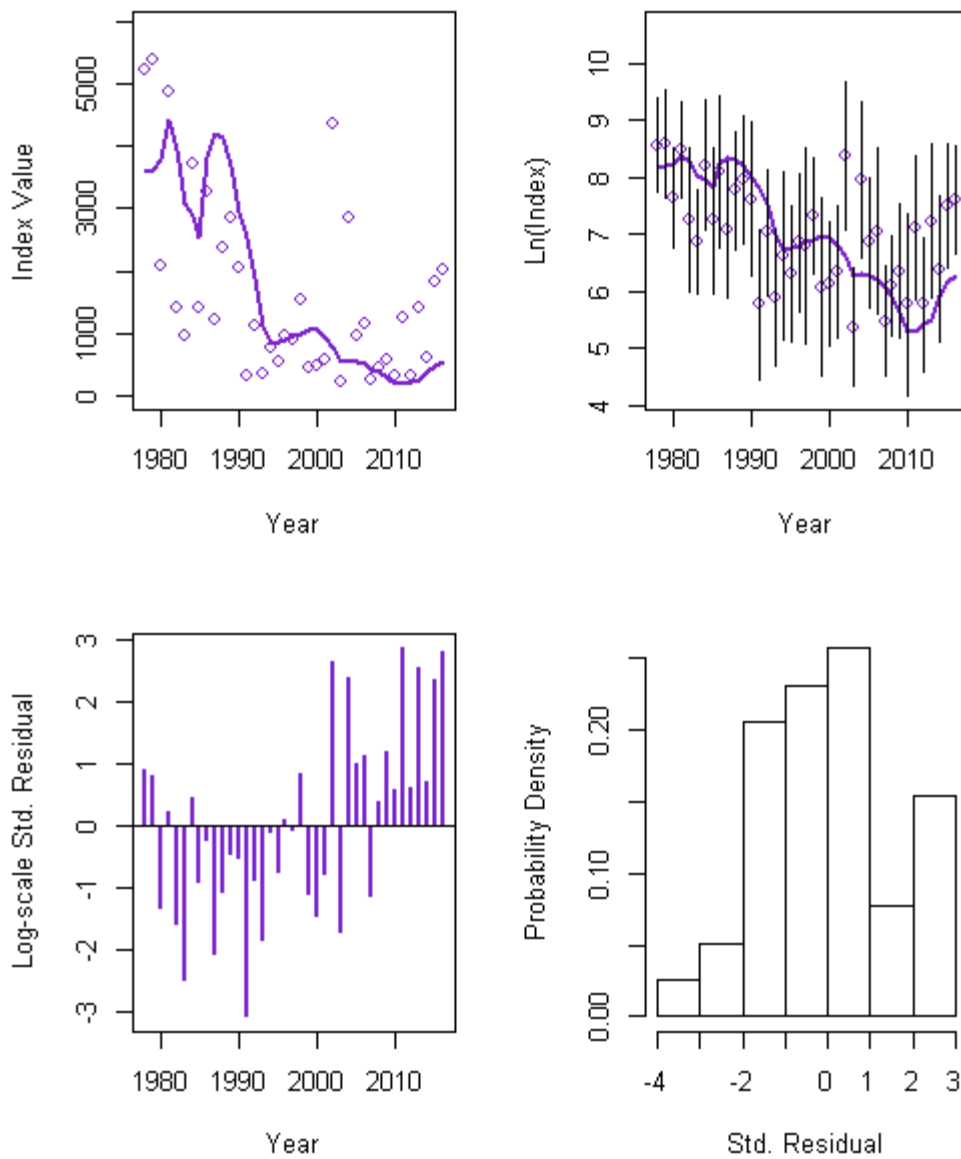 Index Value
5000
3000
1000
0
1980 1990 2000 2010
Year
Ln(Index)
10
9
8
7
6
5
4
1980 1990 2000 2010
Year
Log-scale Std. Residual
3
2
1
0
-1
-2
-3
1980 1990 2000 2010
Year
Probability Density
0.20
0.10
0.00
-4 -2 0 1 2 3
Std. Residual